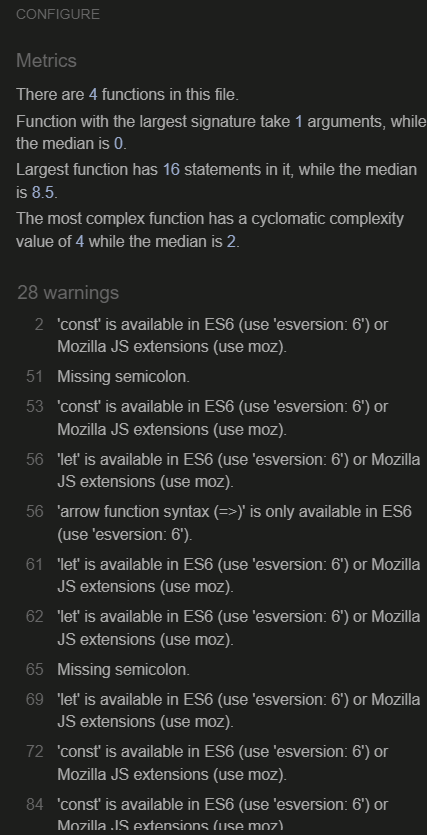 CONFIGURE
Metrics
There are 4 functions in this file.
Function with the largest signature take 1 arguments, while
the median is 0.
Largest function has 16 statements in it, while the median
is 8.5.
The most complex function has a cyclomatic complexity
value of 4 while the median is 2.
28 warnings
2 'const' is available in ES6 (use 'esversion: 6') or
Mozilla JS extensions (use moz).
51 Missing semicolon.
53 'const' is available in ES6 (use 'esversion: 6') or
Mozilla JS extensions (use moz).
56 'let' is available in ES6 (use 'esversion: 6') or Mozilla
JS extensions (use moz).
56 'arrow function syntax (=>)' is only available in ES6
(use 'esversion: 6').
61 'let' is available in ES6 (use 'esversion: 6') or Mozilla
JS extensions (use moz).
62 'let' is available in ES6 (use 'esversion: 6') or Mozilla
JS extensions (use moz).
65 Missing semicolon.
69 'let' is available in ES6 (use 'esversion: 6') or Mozilla
JS extensions (use moz).
72 'const' is available in ES6 (use 'esversion: 6') or
Mozilla JS extensions (use moz).
84 'const' is available in ES6 (use 'esversion: 6') or
Mozilla JS extensions (use moz)